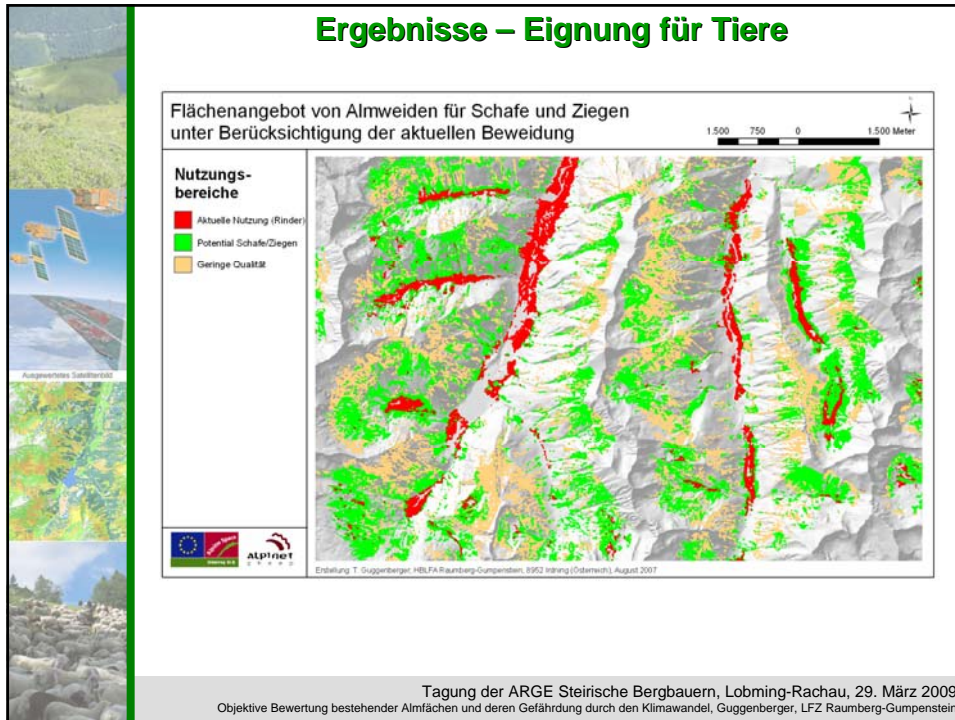 Ergebnisse – Eignung für Tiere
Flächenangebot von Almweiden für Schafe und Ziegen
unter Berücksichtigung der aktuellen Beweidung
1.500 750 0 1.500 Meter
Nutzungs-
bereiche
Aktuelle Nutzung (Rinder)
Potential Schafe/Ziegen
Geringe Qualität
Ausgewertetes Satellitenbild
alpinet
Erstellung: T. Guggenberger, HBLFA Raumberg-Gumpenstein, 8952 Irdning (Österreich), August 2007
Tagung der ARGE Steirische Bergbauern, Lobming-Rachau, 29. März 2009
Objektive Bewertung bestehender Almfächen und deren Gefährdung durch den Klimawandel, Guggenberger, LFZ Raumberg-Gumpenstein